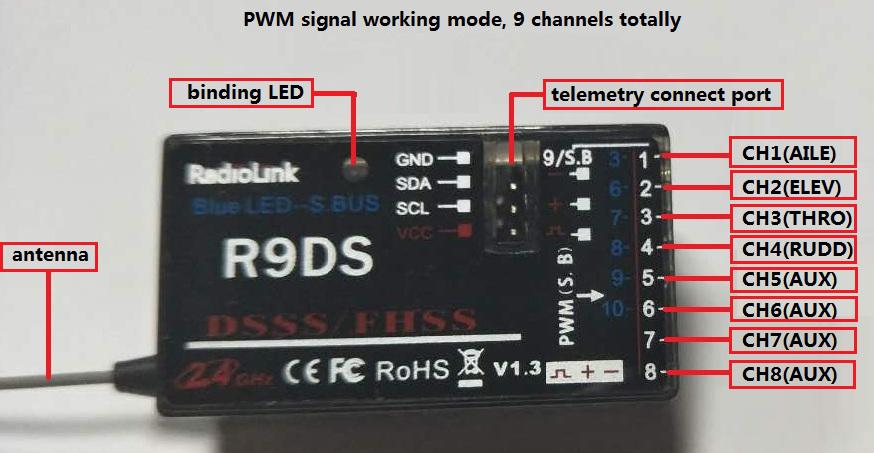 PWM signal working mode, 9 channels totally
binding LED
telemetry connect port
antenna
RadioLink
Blue LED--S.BUS
R9DS
DSSS/FHSS
2.4GHz
CE FC RoHS V1.3
GND
SDA
SCL
VCC
9/S.B
-
+
PWM(S. B)
+ -
3 1
6 2
7 3
8 4
9 5
10 6
7
8
CH1(AILE)
CH2(ELEV)
CH3(THRO)
CH4(RUDD)
CH5(AUX)
CH6(AUX)
CH7(AUX)
CH8(AUX)